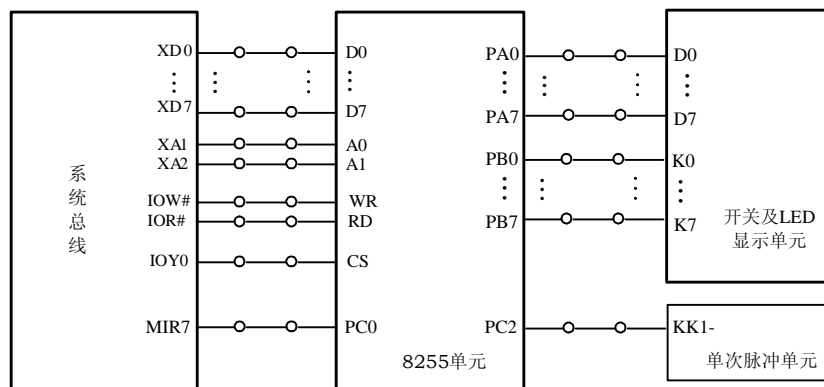 XD0
XD7
XA1
XA2
IOW#
IOR#
IOY0
MIR7
系统总线
D0
D7
A0
A1
WR
RD
CS
PC0
PA0
PA7
PB0
PB7
PC2
8255单元
D0
D7
K0
K7
开关及LED
显示单元
KK1-
单次脉冲单元